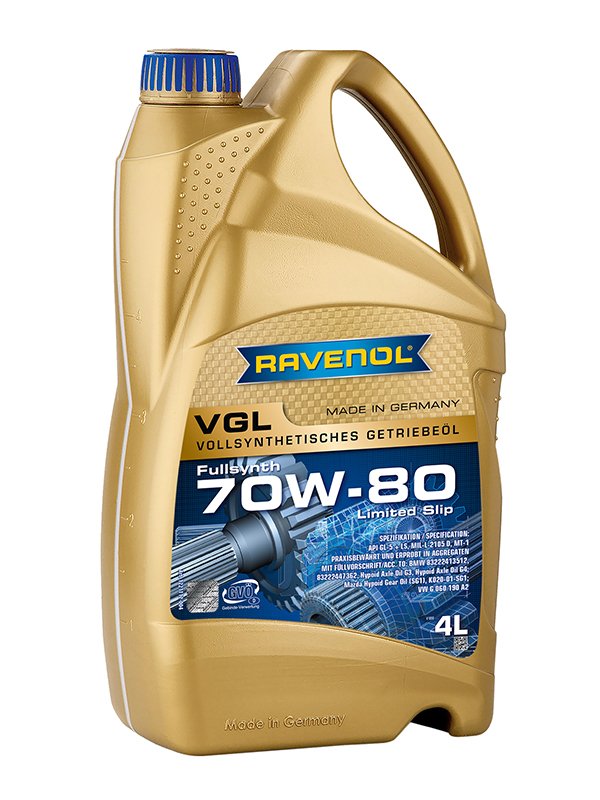 RAVENOL®
MADE IN GERMANY
VGL
VOLLSYNTHETISCHES GETRIEBEÖL
Fullsynth
70W-80
Limited Slip
SPEZIFIKATION / SPECIFICATION:
API GL-5 + LS, MIL-L-2105 D, MT-1
PRAXISBEWÄHRT UND ERPROBT IN AGGREGATEN
MIT FÜLLVORSCHRIFT/ACC. TO: BMW 83222413512,
83222447362, Hypoid Axle Oil G3, Hypoid Axle Oil G4;
Mazda Hypoid Gear Oil (SG1), K020-01-SG1;
VW G 060 190 A2
GVÖ
Gebinde-Verwertung
4L
Made in Germany